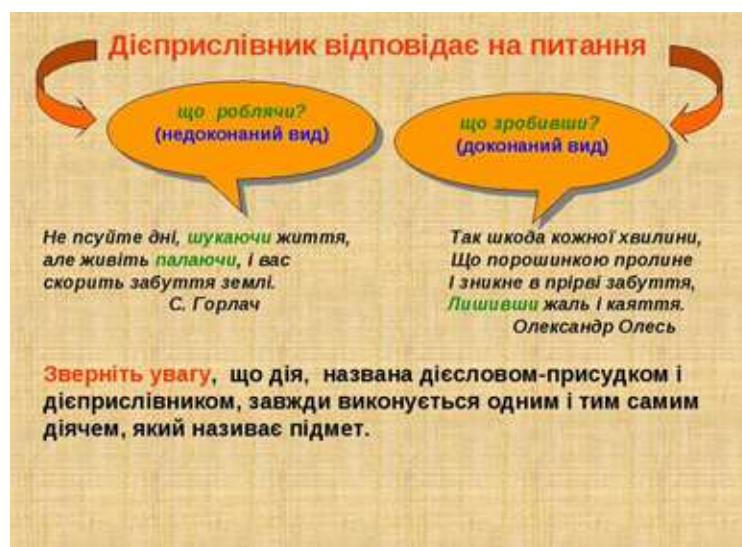 Дієприслівник відповідає на питання
що роблячи?
(недоконаний вид)
що зробивши?
(доконаний вид)
Не псуйте дні, шукаючи життя,
але живіть палаючи, і вас
скорить забуття землі.
С. Горлач
Так шкода кожної хвилини,
Що порошинкою пролине
І зникне в прірві забуття,
Лишивши жаль і каяття.
Олександр Олесь
Зверніть увагу, що дія, названа дієсловом-присудком і
дієприслівником, завжди виконується одним і тим самим
діячем, який називає підмет.